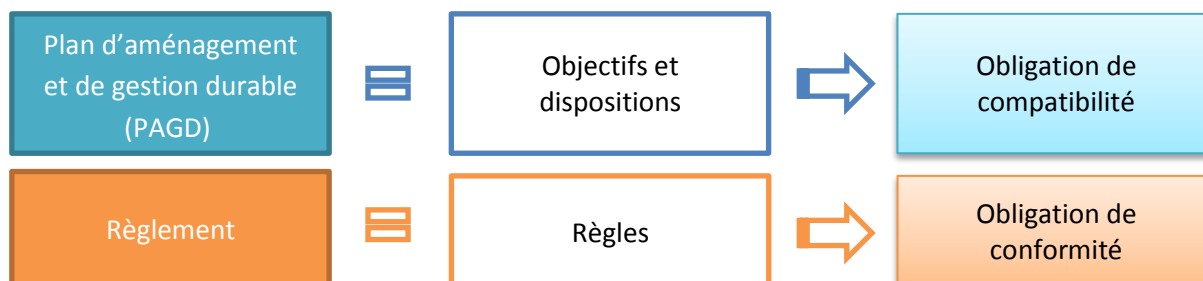 Plan d’aménagement
et de gestion durable
(PAGD)
Objectifs et
dispositions
Obligation de
compatibilité
Règlement
Règles
Obligation de
conformité